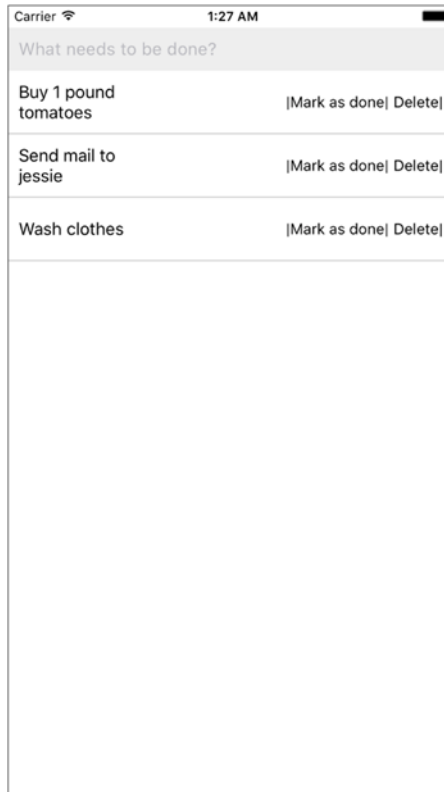 Carrier 1:27 AM
What needs to be done?
Buy 1 pound
tomatoes
|Mark as done| Delete|
Send mail to
jessie
|Mark as done| Delete|
Wash clothes |Mark as done| Delete|